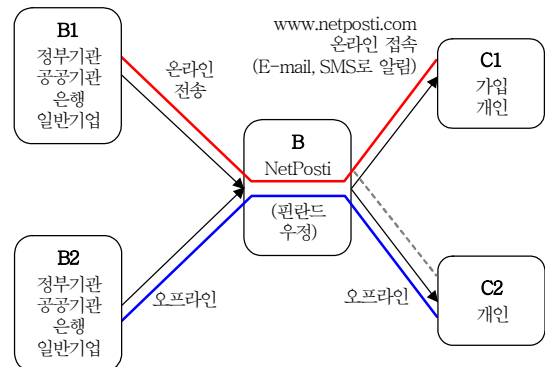 B1
정부기관
공공기관
은행
일반기업
온라인
전송
www.netposti.com
온라인 접속
(E-mail, SMS로 알림)
C1
가입
개인
B
NetPosti
(핀란드
우정)
B2
정부기관
공공기관
은행
일반기업
오프라인
오프라인
C2
개인